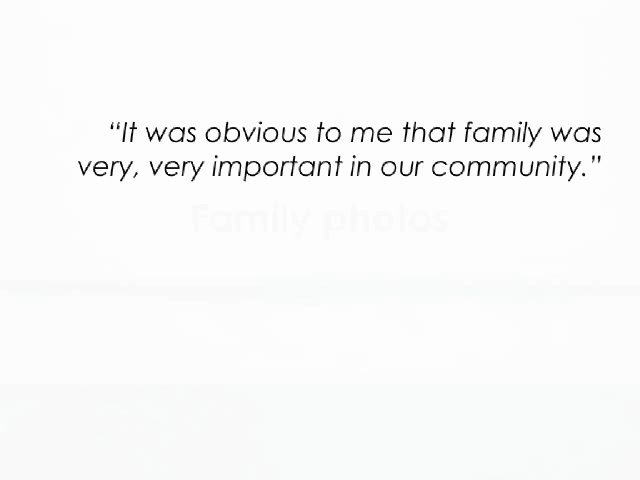 “It was obvious to me that family was
very, very important in our community.”
Family photos